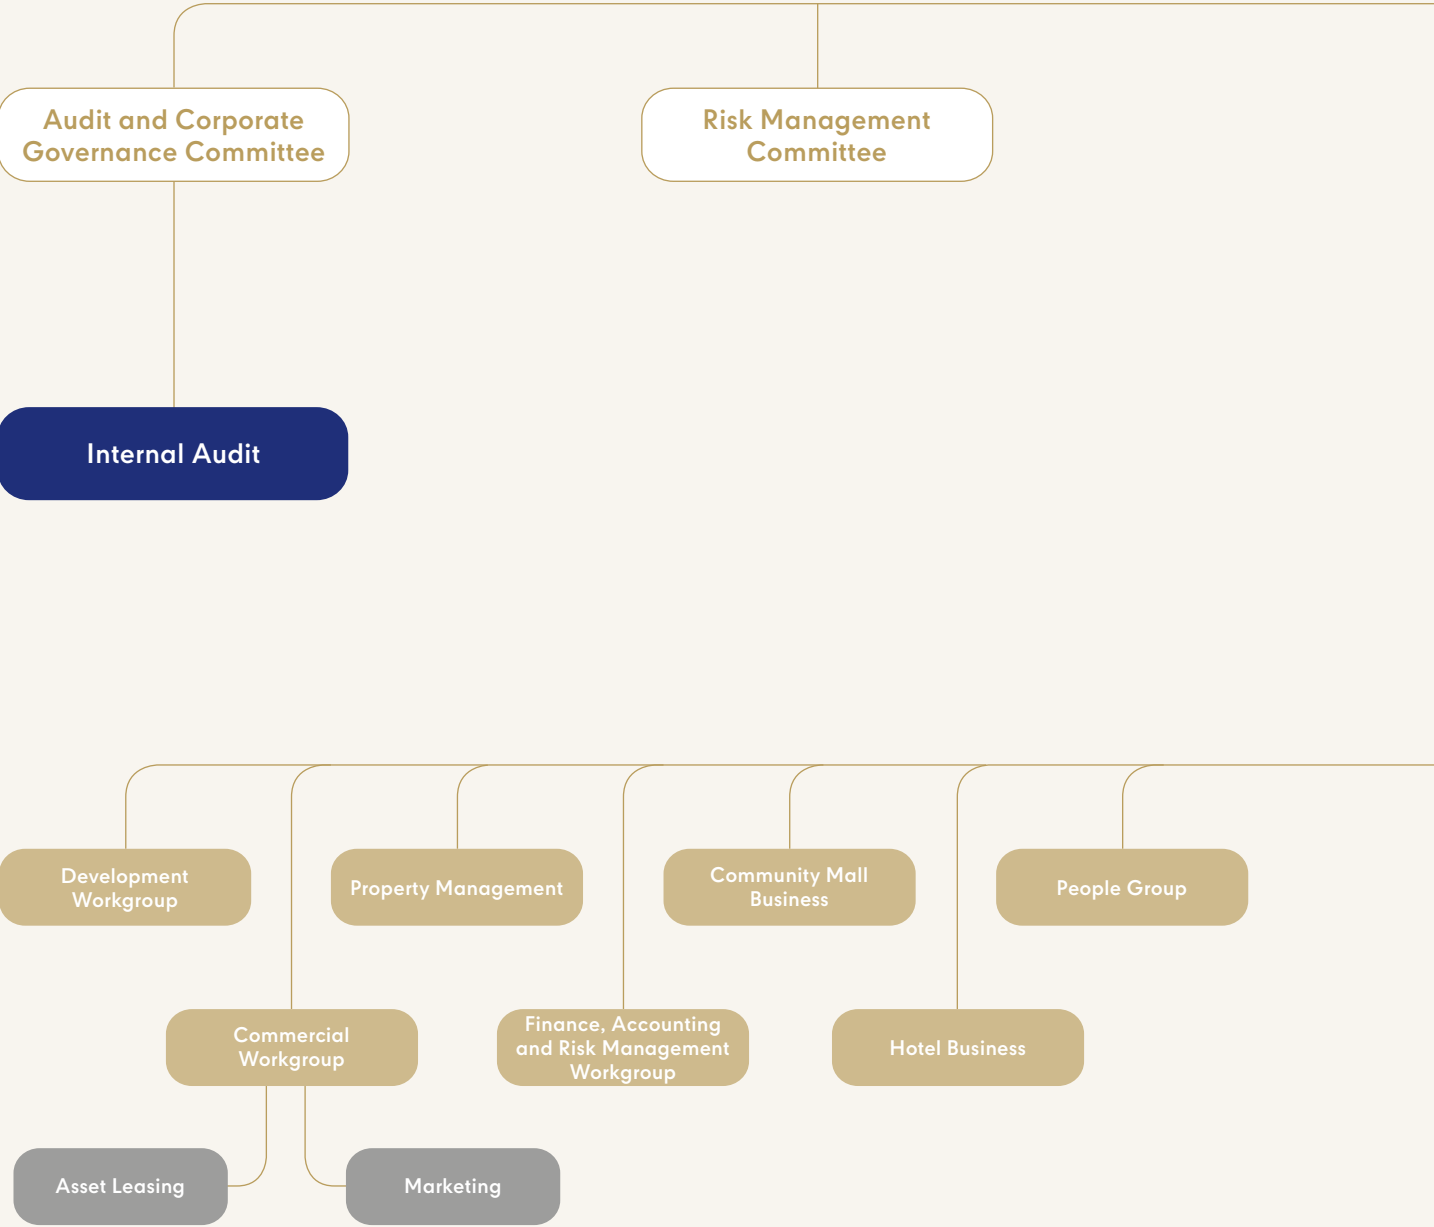 Audit and Corporate
Governance Committee
Risk Management
Committee
Internal Audit
Development
Workgroup
Property Management
Community Mall
Business
People Group
Commercial
Workgroup
Finance, Accounting
and Risk Management
Workgroup
Hotel Business
Asset Leasing
Marketing